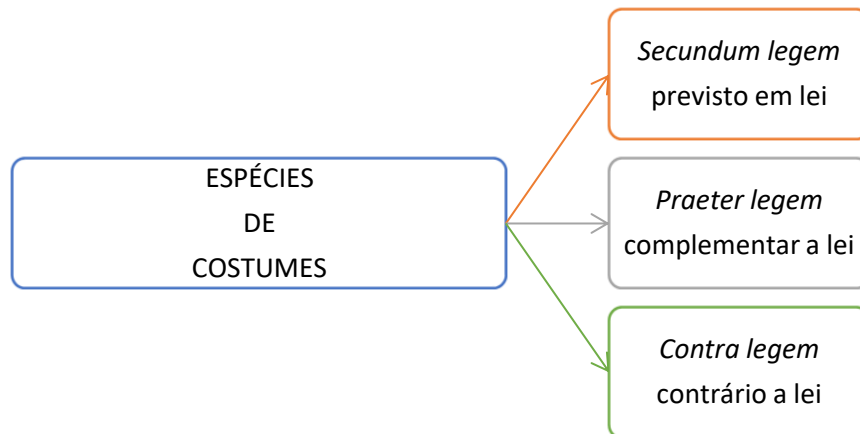 ESPÉCIES
DE
COSTUMES
Secundum legem
previsto em lei
Praeter legem
complementar a lei
Contra legem
contrário a lei